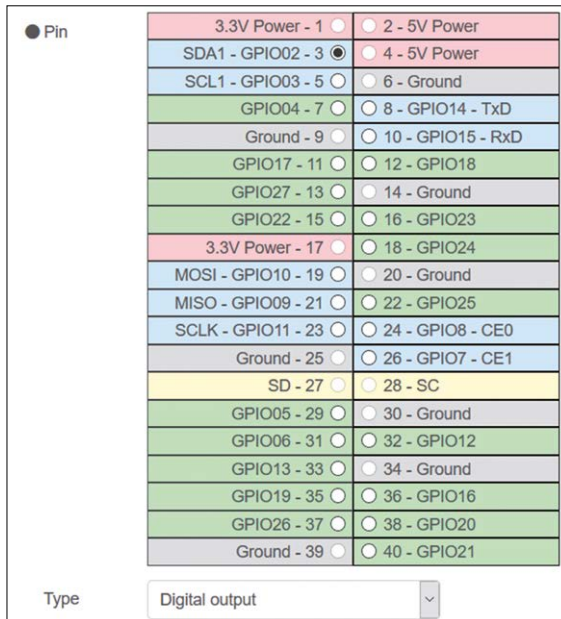 Pin
3.3V Power - 1 2 - 5V Power
SDA1 - GPIO02 - 3 4 - 5V Power
SCL1 - GPIO03 - 5 6 - Ground
GPIO04 - 7 8 - GPIO14 - TxD
Ground - 9 10 - GPIO15 - RxD
GPIO17 - 11 12 - GPIO18
GPIO27 - 13 14 - Ground
GPIO22 - 15 16 - GPIO23
3.3V Power - 17 18 - GPIO24
MOSI - GPIO10 - 19 20 - Ground
MISO - GPIO09 - 21 22 - GPIO25
SCLK - GPIO11 - 23 24 - GPIO8 - CE0
Ground - 25 26 - GPIO7 - CE1
SD - 27 28 - SC
GPIO05 - 29 30 - Ground
GPIO06 - 31 32 - GPIO12
GPIO13 - 33 34 - Ground
GPIO19 - 35 36 - GPIO16
GPIO26 - 37 38 - GPIO20
Ground - 39 40 - GPIO21
Type Digital output